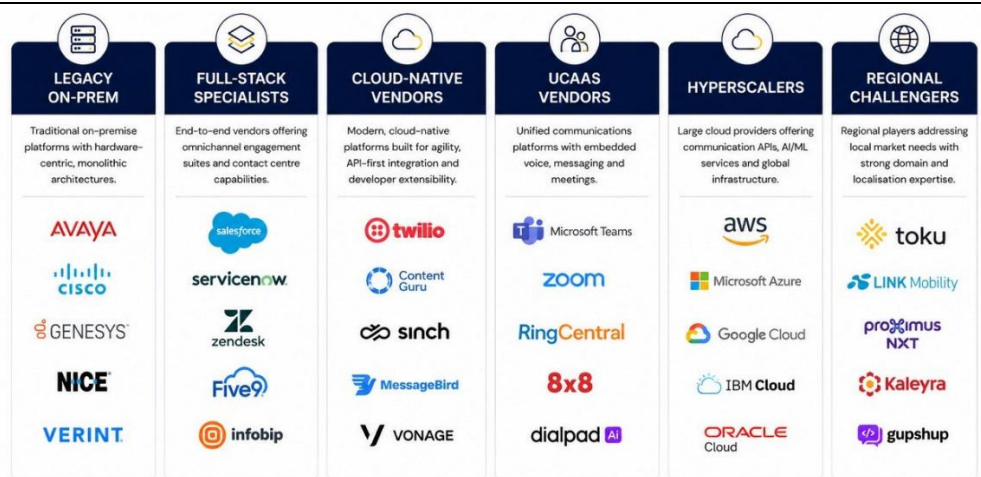 LEGACY
ON-PREM
Traditional on-premise
platforms with hardware-
centric, monolithic
architectures.
AVAYA
CISCO
GENESYS
NICE
VERINT
FULL-STACK
SPECIALISTS
End-to-end vendors offering
omnichannel engagement
suites and contact centre
capabilities.
salesforce
servicenow
zendesk
Five9
infobip
CLOUD-NATIVE
VENDORS
Modern, cloud-native
platforms built for agility,
API-first integration and
developer extensibility.
twilio
Content
Guru
sinch
MessageBird
VONAGE
UCAAS
VENDORS
Unified communications
platforms with embedded
voice, messaging and
meetings.
Microsoft Teams
zoom
RingCentral
8x8
dialpad Ai
HYPERSCALERS
Large cloud providers offering
communication APIs, AI/ML
services and global
infrastructure.
aws
Microsoft Azure
Google Cloud
IBM Cloud
ORACLE
Cloud
REGIONAL
CHALLENGERS
Regional players addressing
local market needs with
strong domain and
localisation expertise.
toku
LINK Mobility
proximus
NXT
Kaleyra
gupshup